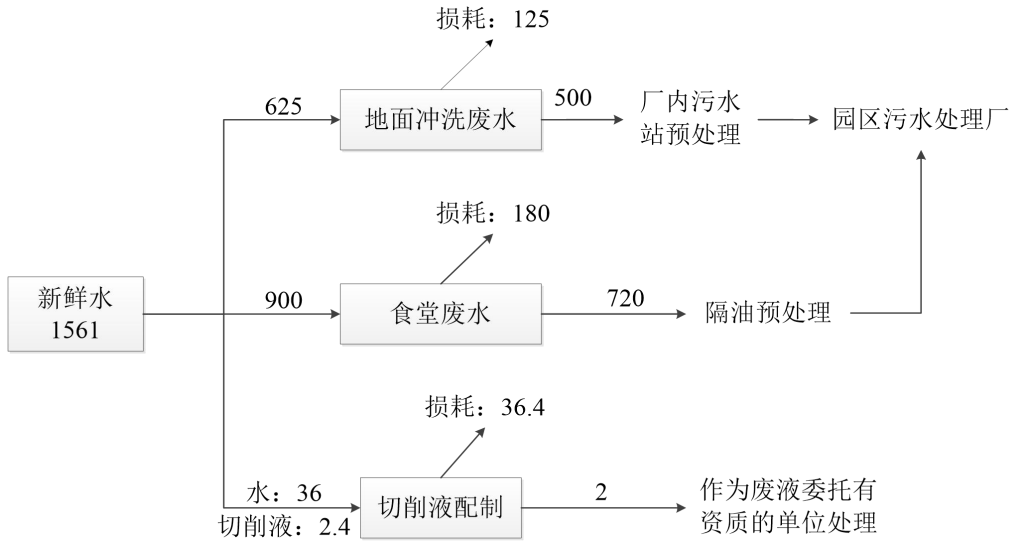 损耗：125
625
地面冲洗废水
500
厂内污水
站预处理
园区污水处理厂
损耗：180
新鲜水
1561
900
食堂废水
720
隔油预处理
损耗：36.4
水：36
切削液：2.4
切削液配制
2
作为废液委托有
资质的单位处理